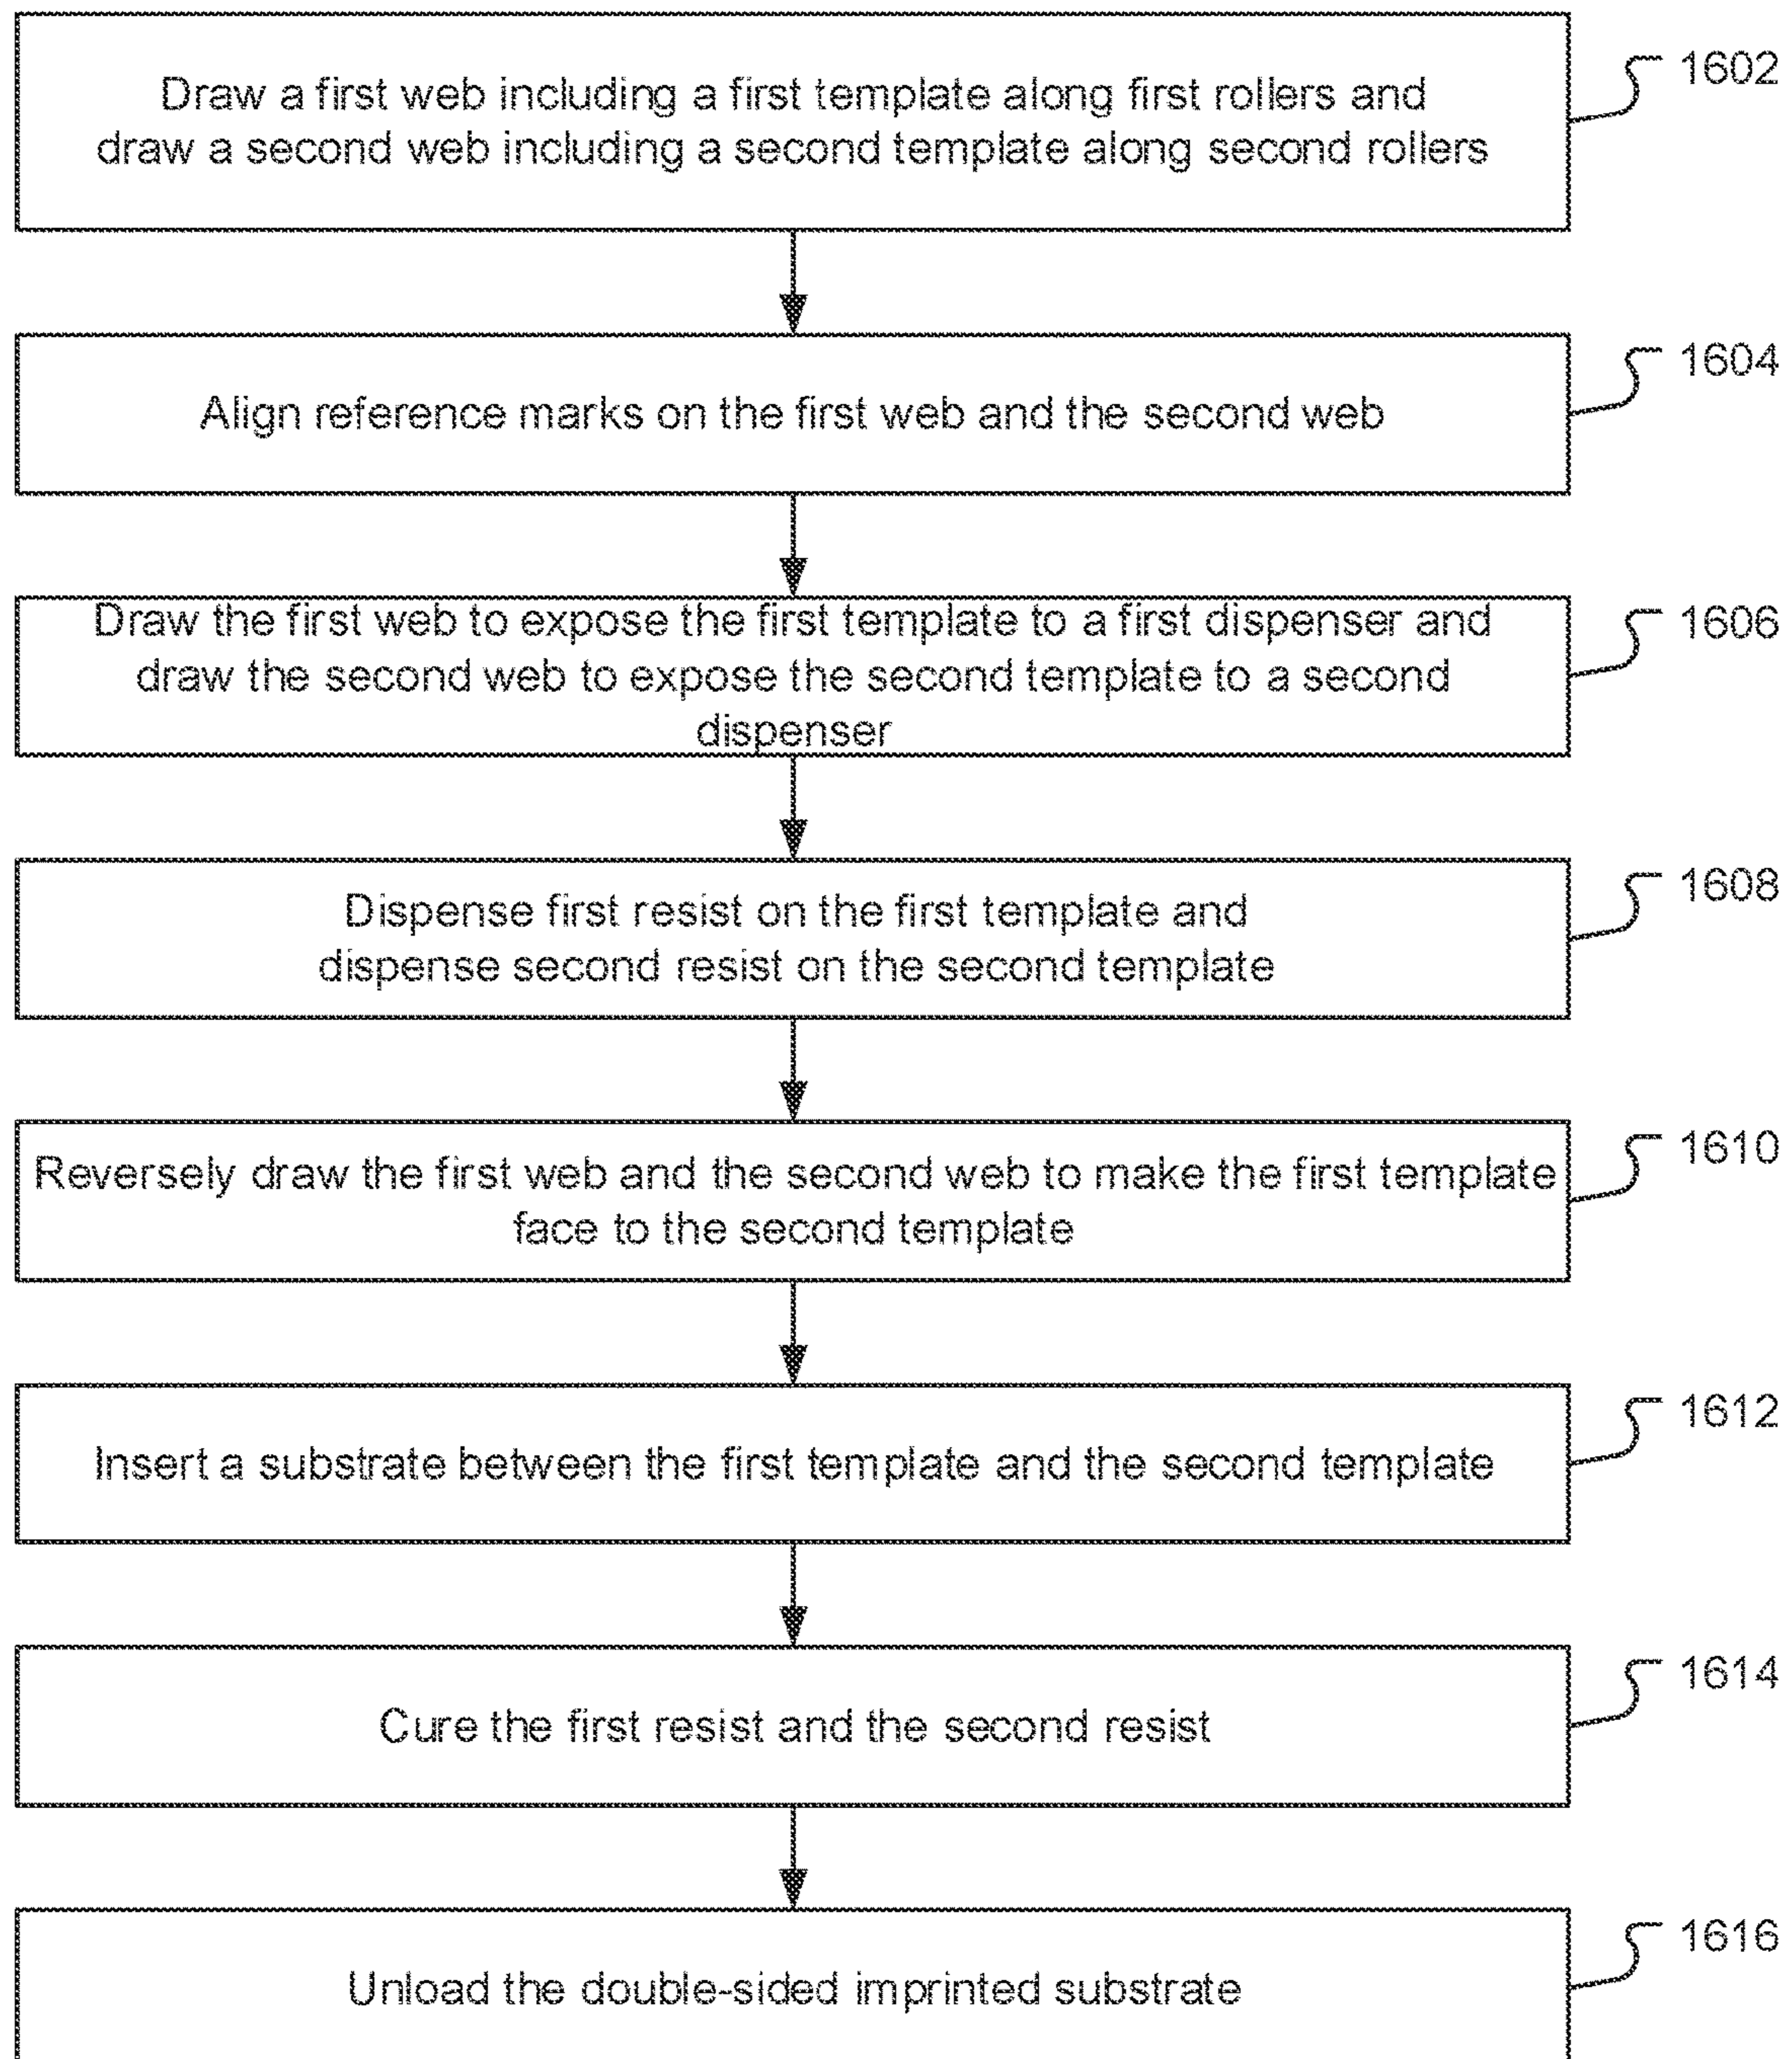 Draw a first web including a first template along first rollers and
draw a second web including a second template along second rollers
1602
Align reference marks on the first web and the second web
1604
Draw the first web to expose the first template to a first dispenser and
draw the second web to expose the second template to a second
dispenser
1606
Dispense first resist on the first template and
dispense second resist on the second template
1608
Reversely draw the first web and the second web to make the first template
face to the second template
1610
Insert a substrate between the first template and the second template
1612
Cure the first resist and the second resist
1614
Unload the double-sided imprinted substrate
1616